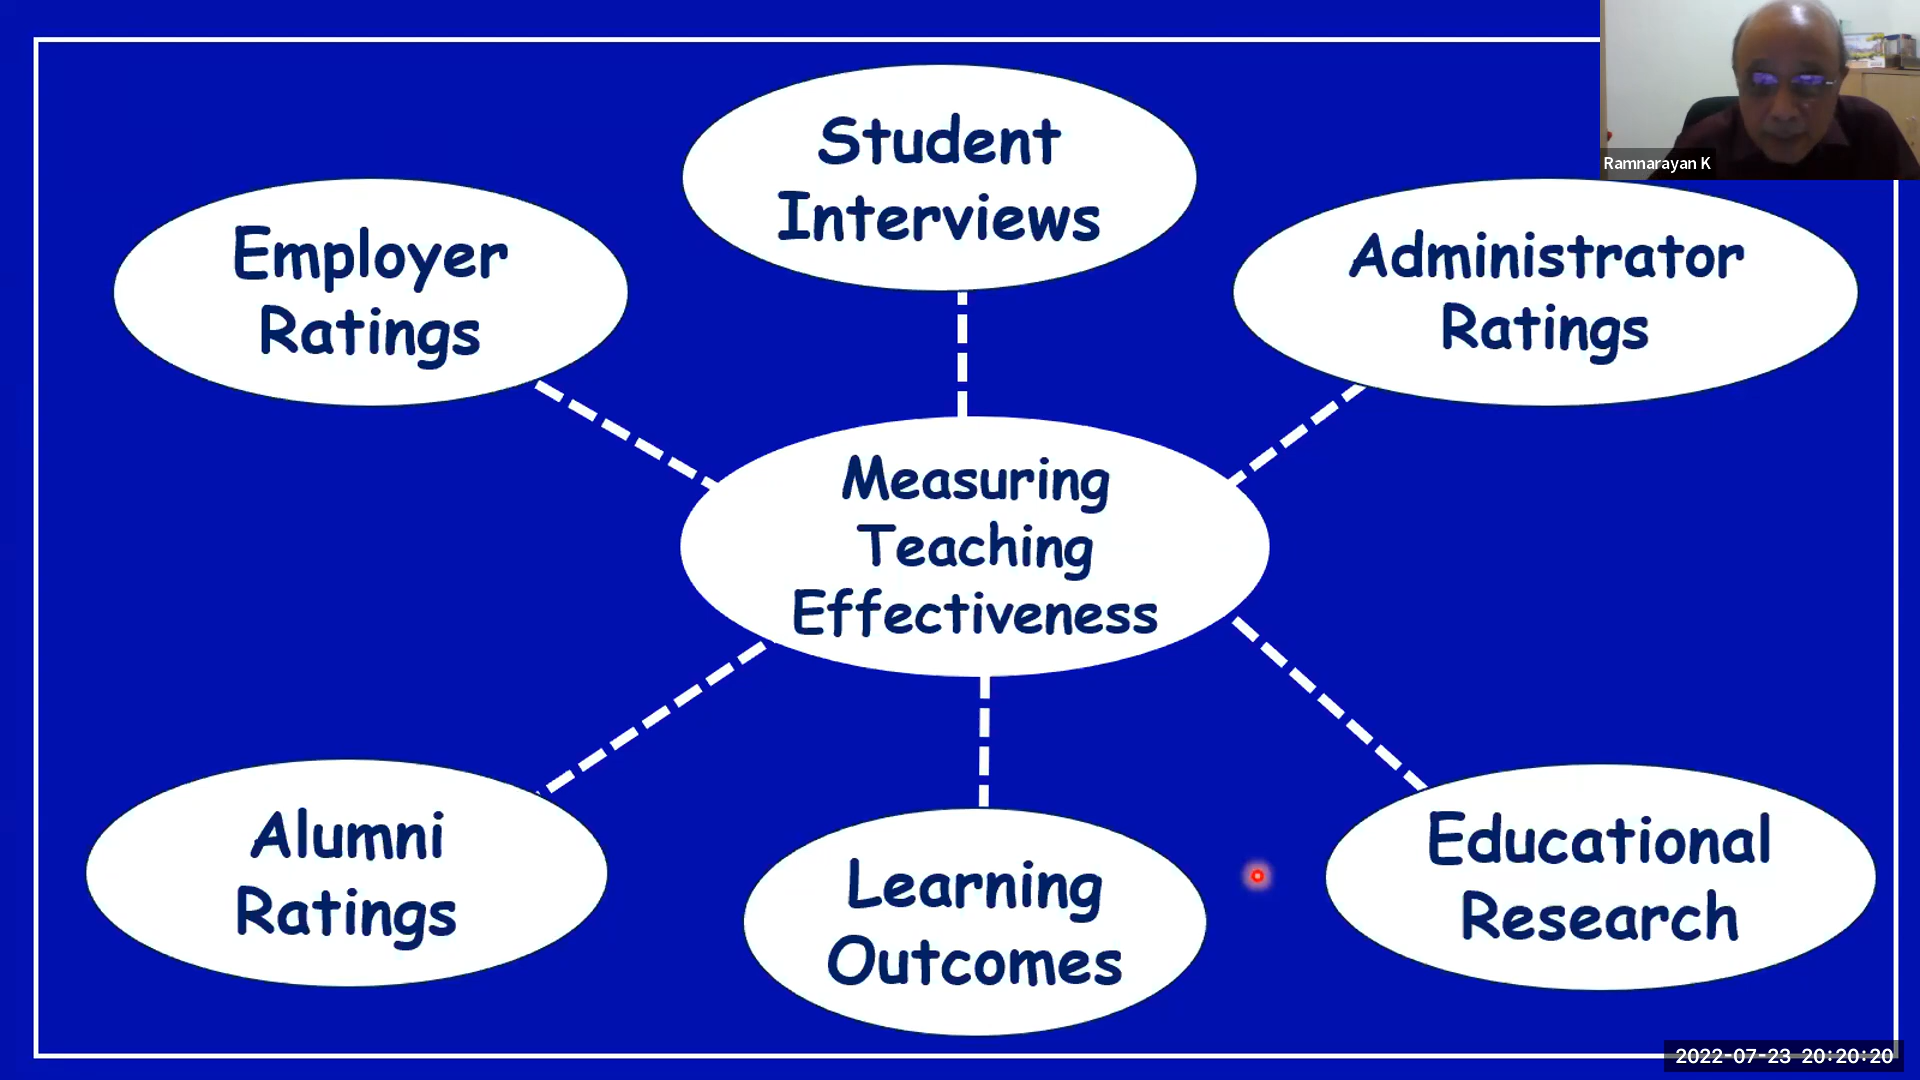 Student
Interviews
Ramnarayan K
Employer
Ratings
Administrator
Ratings
Measuring
Teaching
Effectiveness
Alumni
Ratings
Learning
Outcomes
Educational
Research
2022-07-23 20:20:20